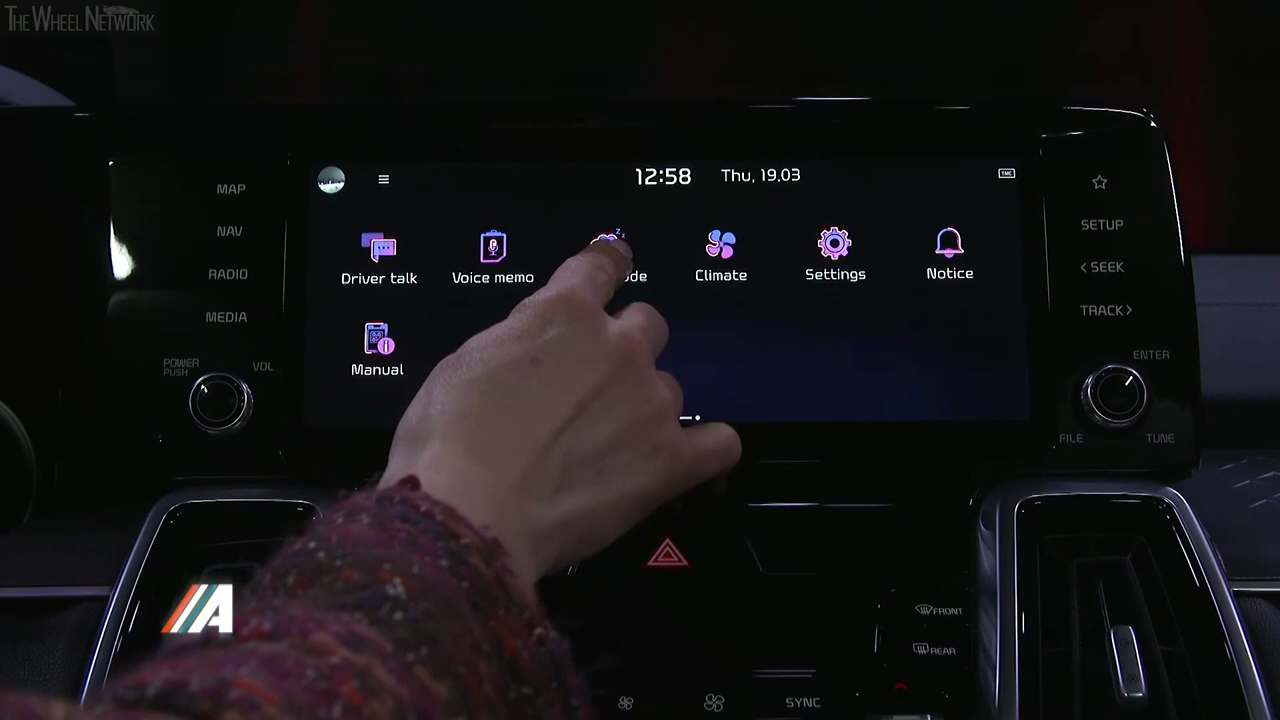 THE WHEEL NETWORK
12:58 Thu, 19.03 TMC
MAP
NAV
RADIO
MEDIA
POWER
PUSH
VOL
Driver talk
Voice memo
Climate
Settings
Notice
Manual
SETUP
< SEEK
TRACK >
ENTER
FILE
TUNE
A
FRONT
REAR
SYNC